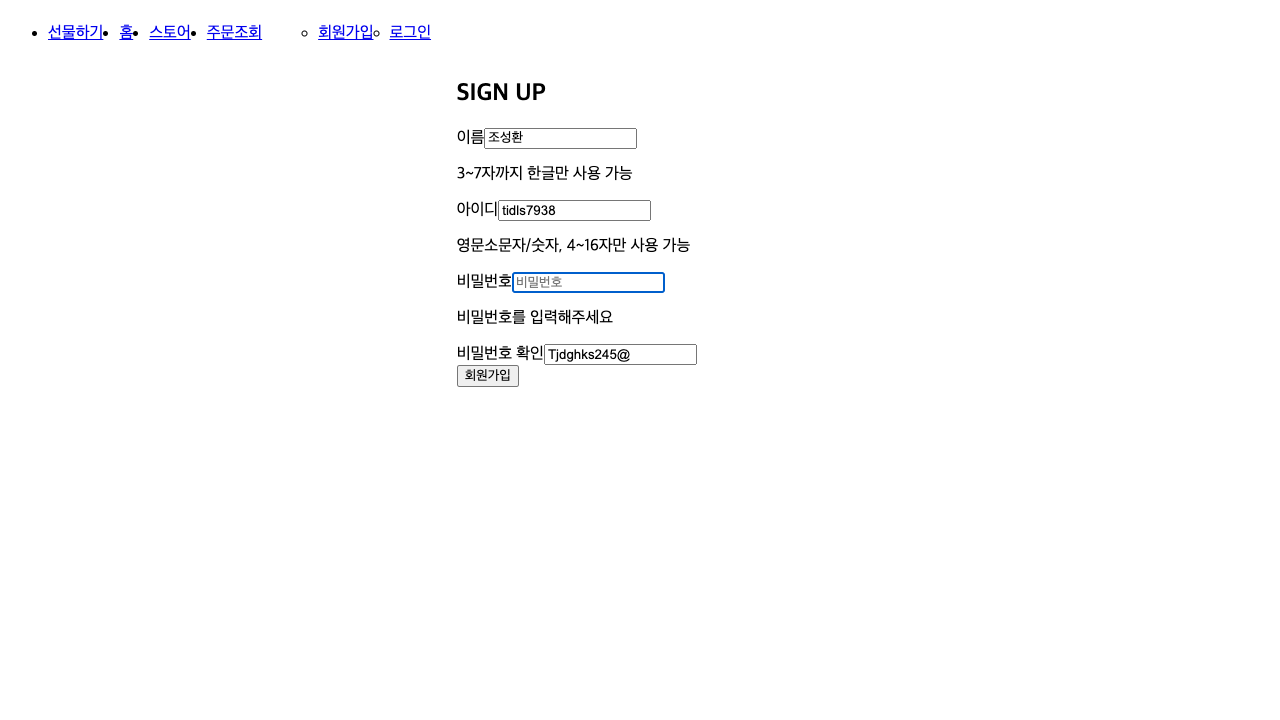 선물하기 홈 스토어 주문조회 회원가입 로그인
SIGN UP
이름 조성환
3~7자까지 한글만 사용 가능
아이디 tidls7938
영문소문자/숫자, 4~16자만 사용 가능
비밀번호 비밀번호
비밀번호를 입력해주세요
비밀번호 확인 Tjdghks245@
회원가입